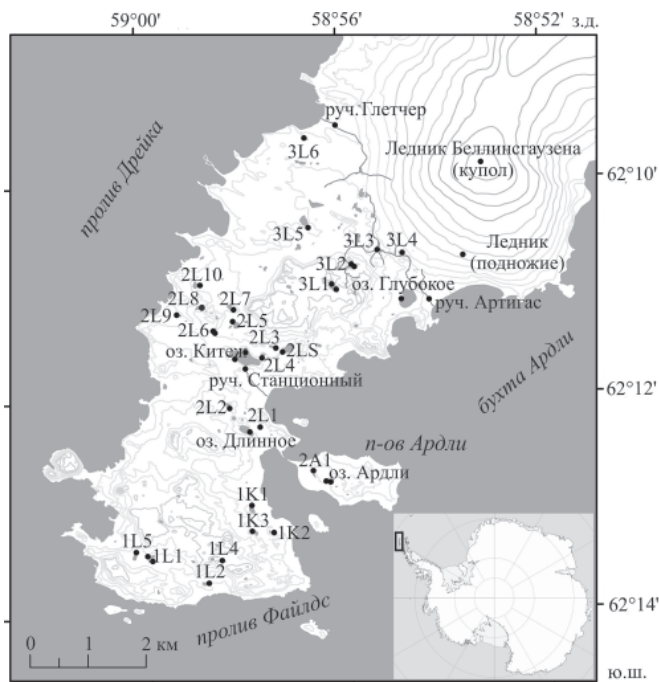 59°00'
58°56'
58°52' з.д.
руч.Глетчер
3L6
Ледник Беллинсгаузена
(купол)
62°10'
пролив Дрейка
3L5
3L3
3L4
Ледник
(подножие)
3L2
3L1
оз. Глубокое
руч. Артигас
2L10
2L8
2L7
2L9
2L5
2L6
2L3
оз. Китеж
2LS
2L4
руч. Станционный
62°12'
бухта Ардли
2L2
2L1
оз. Длинное
п-ов Ардли
2A1
оз. Ардли
1K1
1K3
1K2
1L5
1L1
1L4
1L2
пролив Файлдс
62°14'
0 1 2 км
ю.ш.